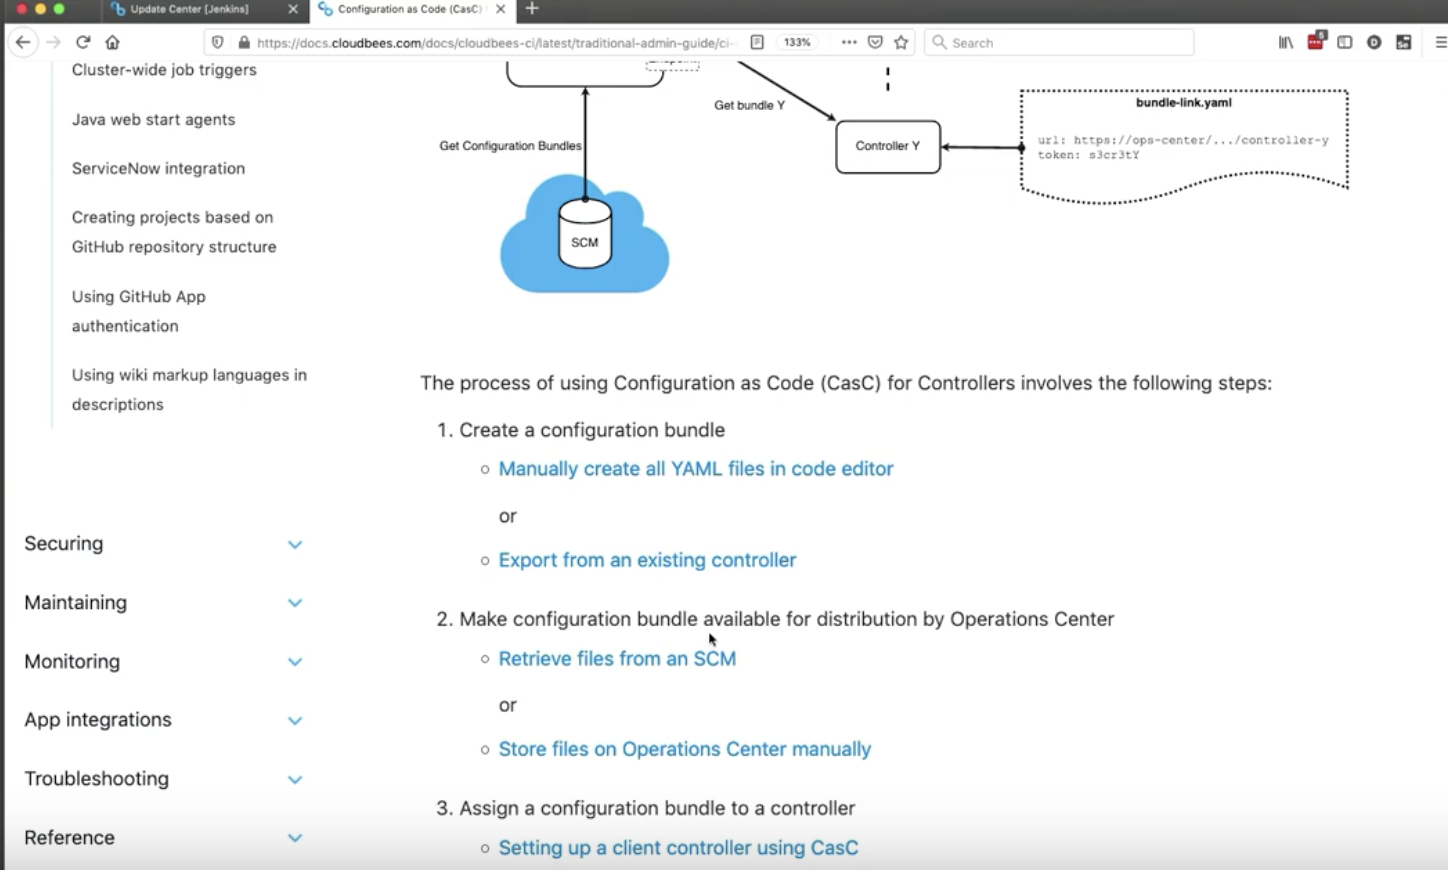 Update Center [Jenkins]
Configuration as Code (CasC)
https://docs.cloudbees.com/docs/cloudbees-ci/latest/traditional-admin-guide/ci-
133%
Search
Cluster-wide job triggers
Java web start agents
ServiceNow integration
Creating projects based on
GitHub repository structure
Using GitHub App
authentication
Using wiki markup languages in
descriptions
Securing
Maintaining
Monitoring
App integrations
Troubleshooting
Reference
Get bundle Y
Get Configuration Bundles
SCM
Controller Y
bundle-link.yaml
url: https://ops-center/.../controller-y
token: s3cr3tY
The process of using Configuration as Code (CasC) for Controllers involves the following steps:
1. Create a configuration bundle
Manually create all YAML files in code editor
or
Export from an existing controller
2. Make configuration bundle available for distribution by Operations Center
Retrieve files from an SCM
or
Store files on Operations Center manually
3. Assign a configuration bundle to a controller
Setting up a client controller using CasC